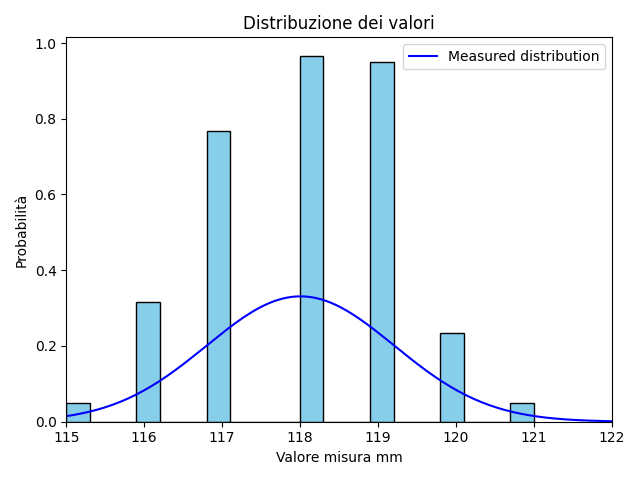 Distribuzione dei valori
Measured distribution
Probabilità
1.0
0.8
0.6
0.4
0.2
0.0
115 116 117 118 119 120 121 122
Valore misura mm